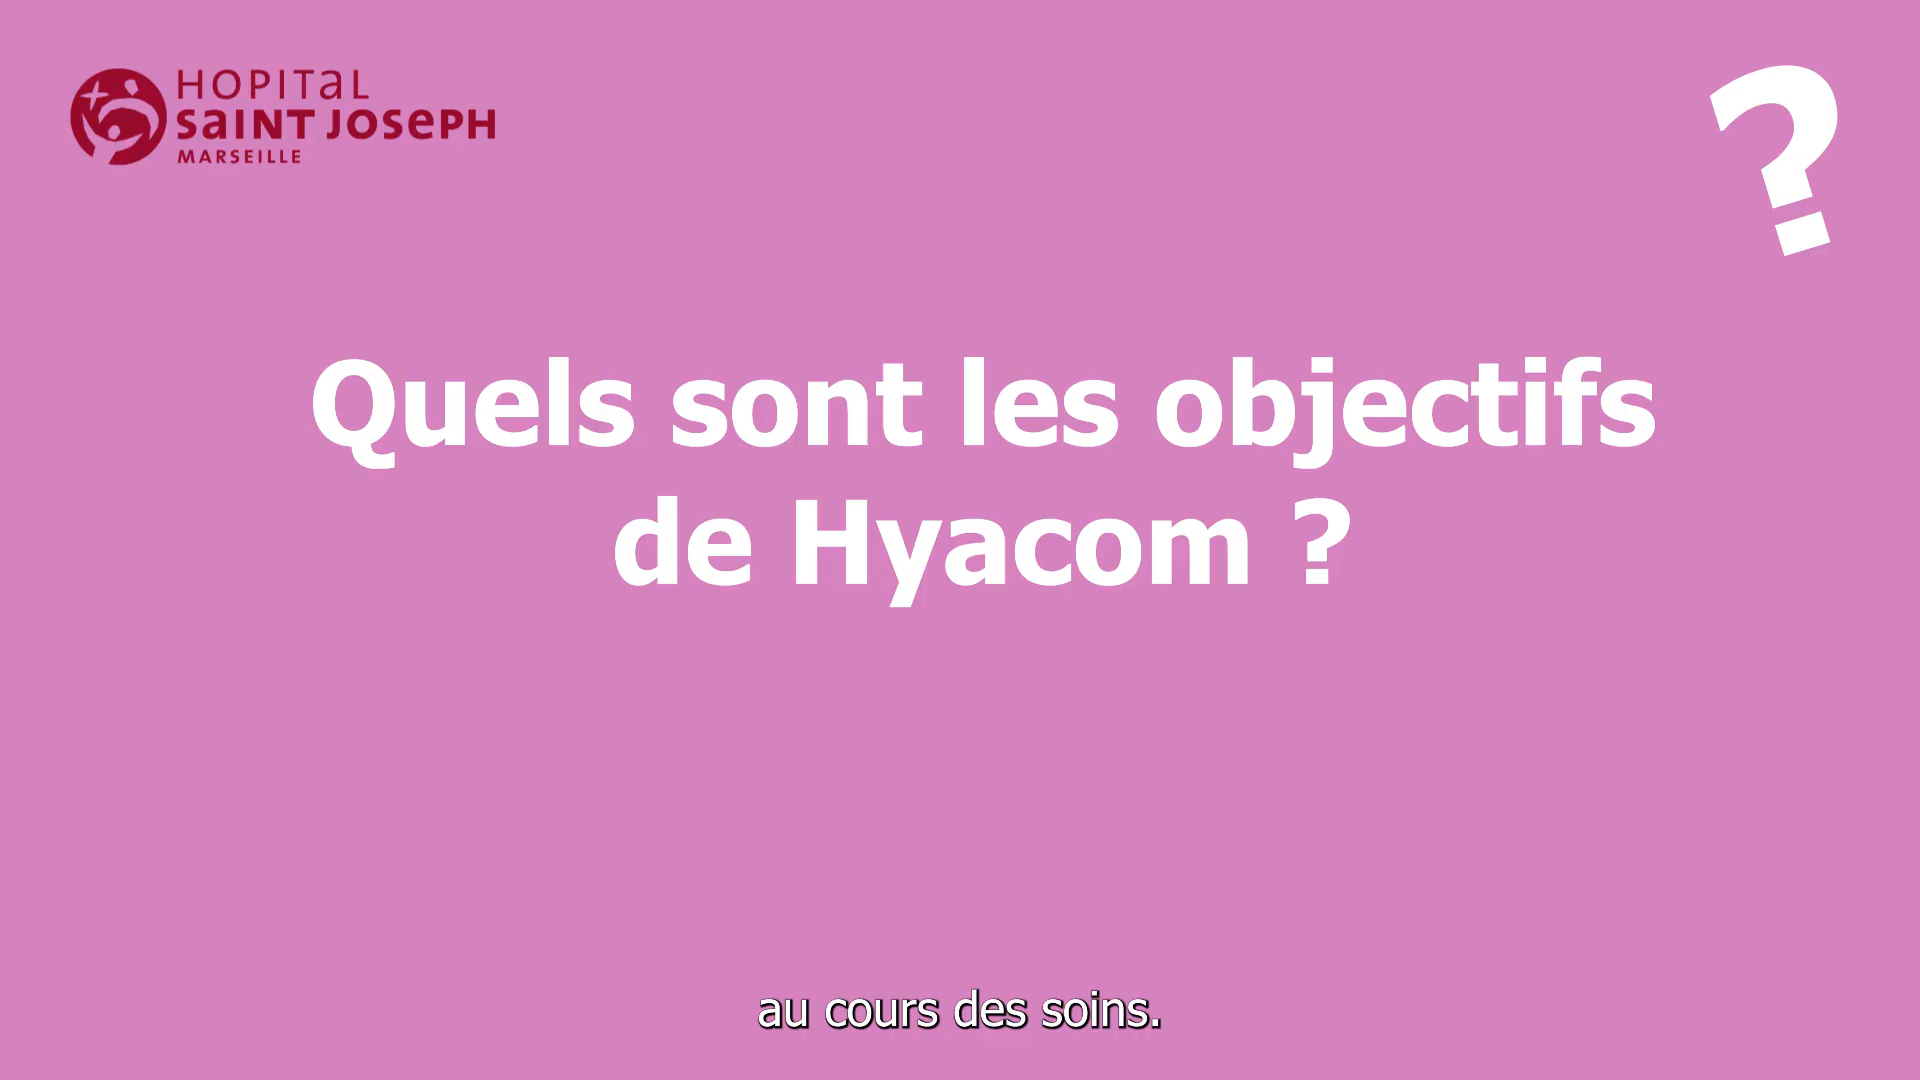 HOPITaL
SaINT JOSePH
MARSEILLE
?
Quels sont les objectifs
de Hyacom ?
au cours des soins.